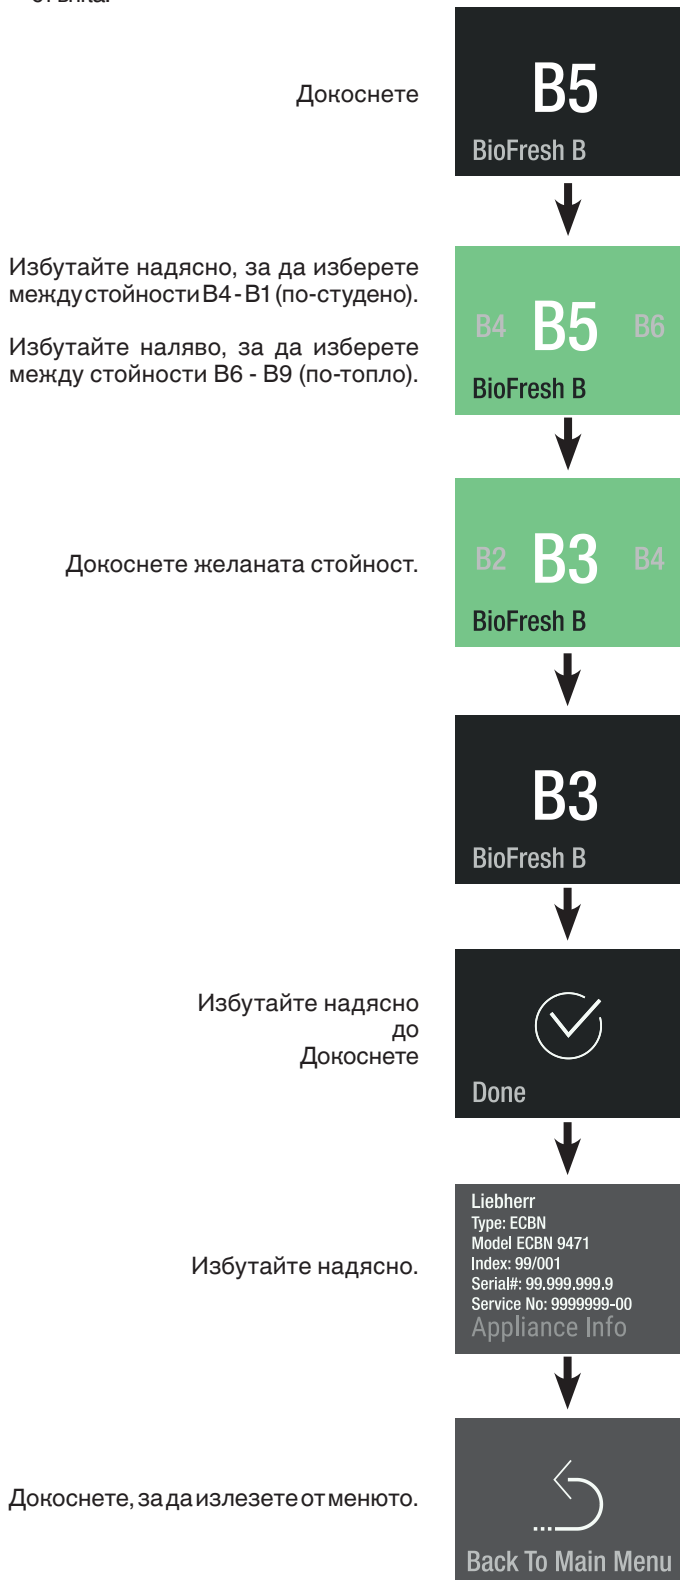 Докоснете
B5
BioFresh B
Избутайте надясно, за да изберете
между стойности B4 - B1 (по-студено).
Избутайте наляво, за да изберете
между стойности B6 - B9 (по-топло).
B4 B5 B6
BioFresh B
Докоснете желаната стойност.
B2 B3 B4
BioFresh B
B3
BioFresh B
Избутайте надясно
до
Докоснете
Done
Избутайте надясно.
Liebherr
Type: ECBN
Model ECBN 9471
Index: 99/001
Serial#: 99.999.999.9
Service No: 9999999-00
Appliance Info
Докоснете, за да излезете от менюто.
Back To Main Menu